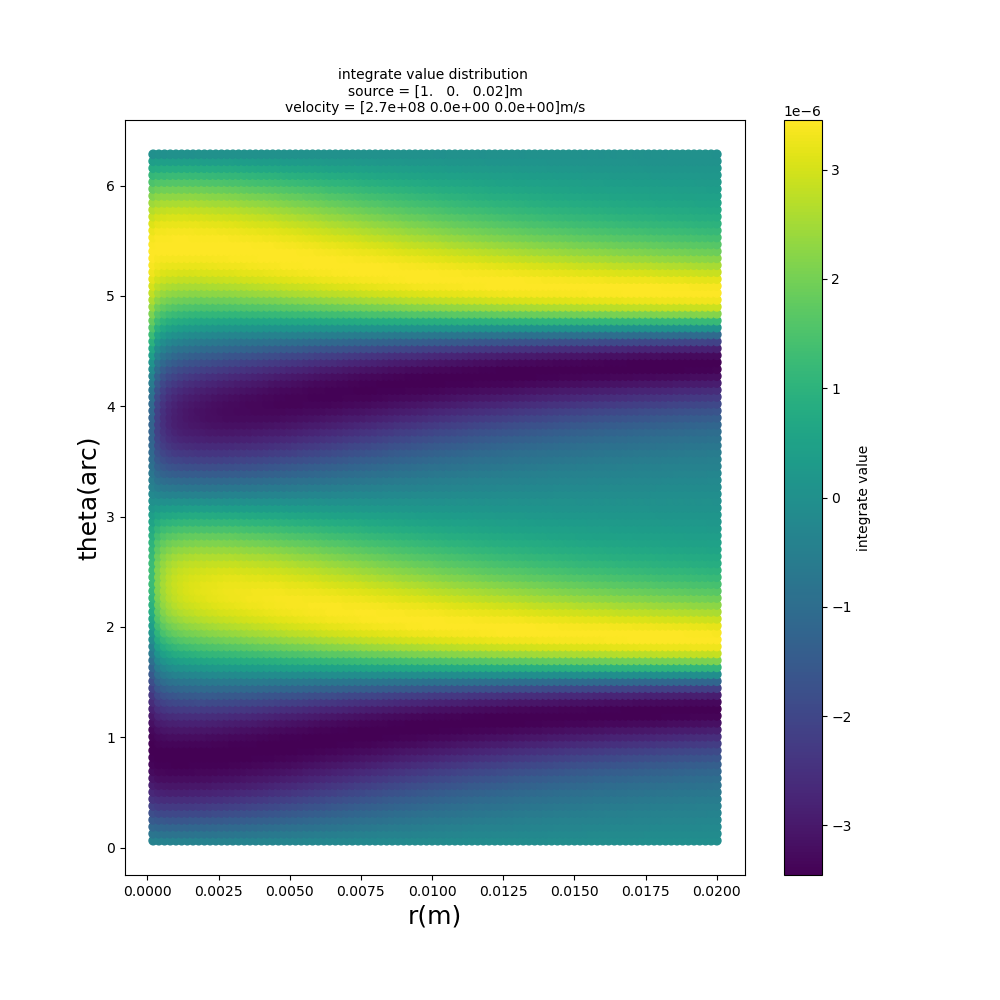 integrate value distribution
source = [1.   0.   0.02]m
velocity = [2.7e+08 0.0e+00 0.0e+00]m/s
1e−6
6
5
4
3
2
1
0
theta(arc)
0.0000 0.0025 0.0050 0.0075 0.0100 0.0125 0.0150 0.0175 0.0200
r(m)
3
2
1
0
−1
−2
−3
integrate value